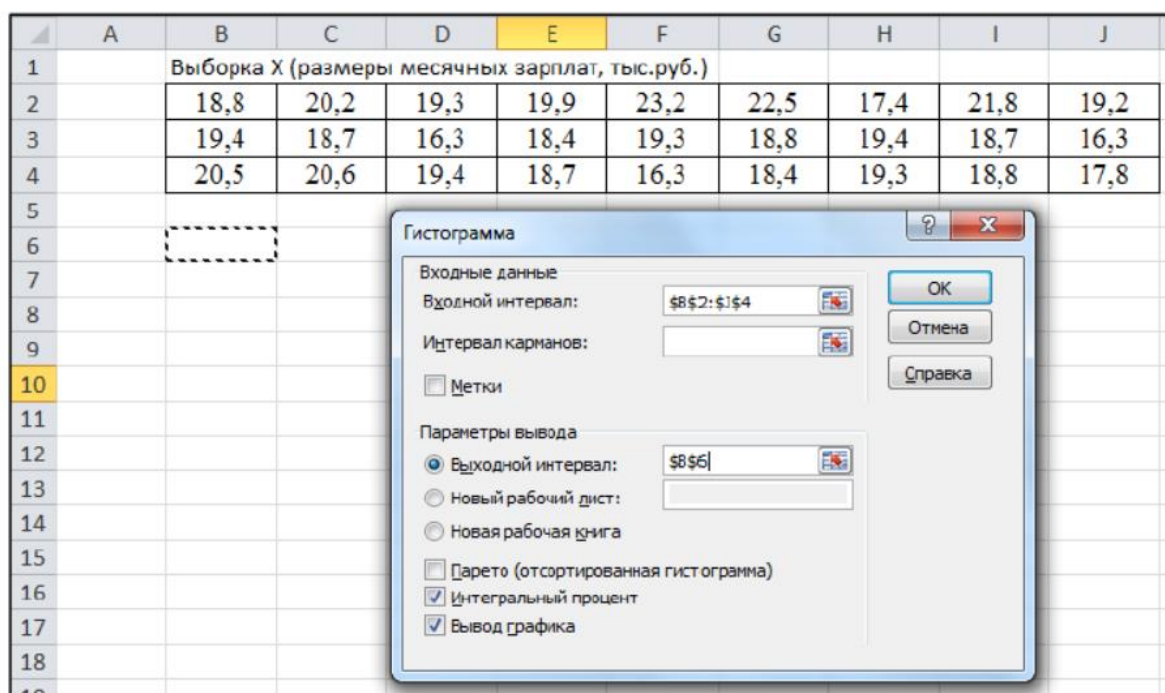 A B C D E F G H I J
1 Выборка X (размеры месячных зарплат, тыс.руб.)
2 18,8 20,2 19,3 19,9 23,2 22,5 17,4 21,8 19,2
3 19,4 18,7 16,3 18,4 19,3 18,8 19,4 18,7 16,3
4 20,5 20,6 19,4 18,7 16,3 18,4 19,3 18,8 17,8
5
6
7
8
9
10
11
12
13
14
15
16
17
18
Гистограмма
Входные данные
Входной интервал: $B$2:$J$4
Интервал карманов:
Метки
OK
Отмена
Справка
Параметры вывода
Выходной интервал: $B$6
Новый рабочий лист:
Новая рабочая книга
Парето (отсортированная гистограмма)
Интегральный процент
Вывод графика